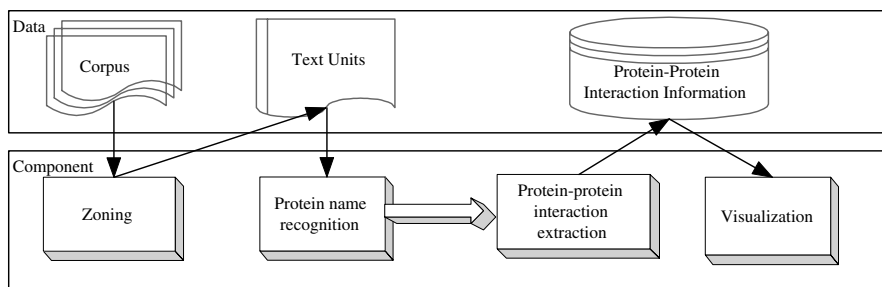 Data
Corpus
Text Units
Protein-Protein
Interaction Information
Component
Zoning
Protein name
recognition
Protein-protein
interaction
extraction
Visualization